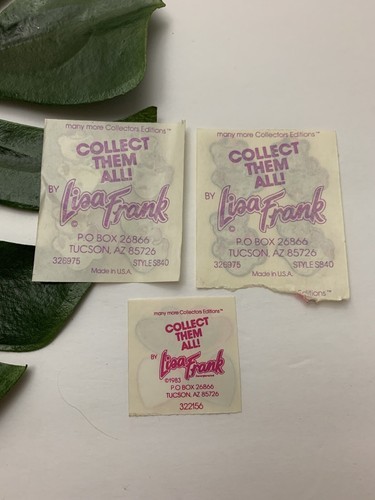 many more Collectors Editions™
COLLECT
THEM
ALL!
BY
Lisa Frank
©
P.O BOX 26866
TUCSON, AZ 85726
328975 STYLE S840
Made in U.S.A.
many more Collectors Editions™
COLLECT
THEM
ALL!
BY
Lisa Frank
©
P.O BOX 26866
TUCSON, AZ 85726
328975 STYLE S840
Made in U.S.A.
Editions™
many more Collectors Editions™
COLLECT
THEM
ALL!
BY
Lisa Frank
©1983
P O BOX 26866
TUCSON, AZ 85726
322156